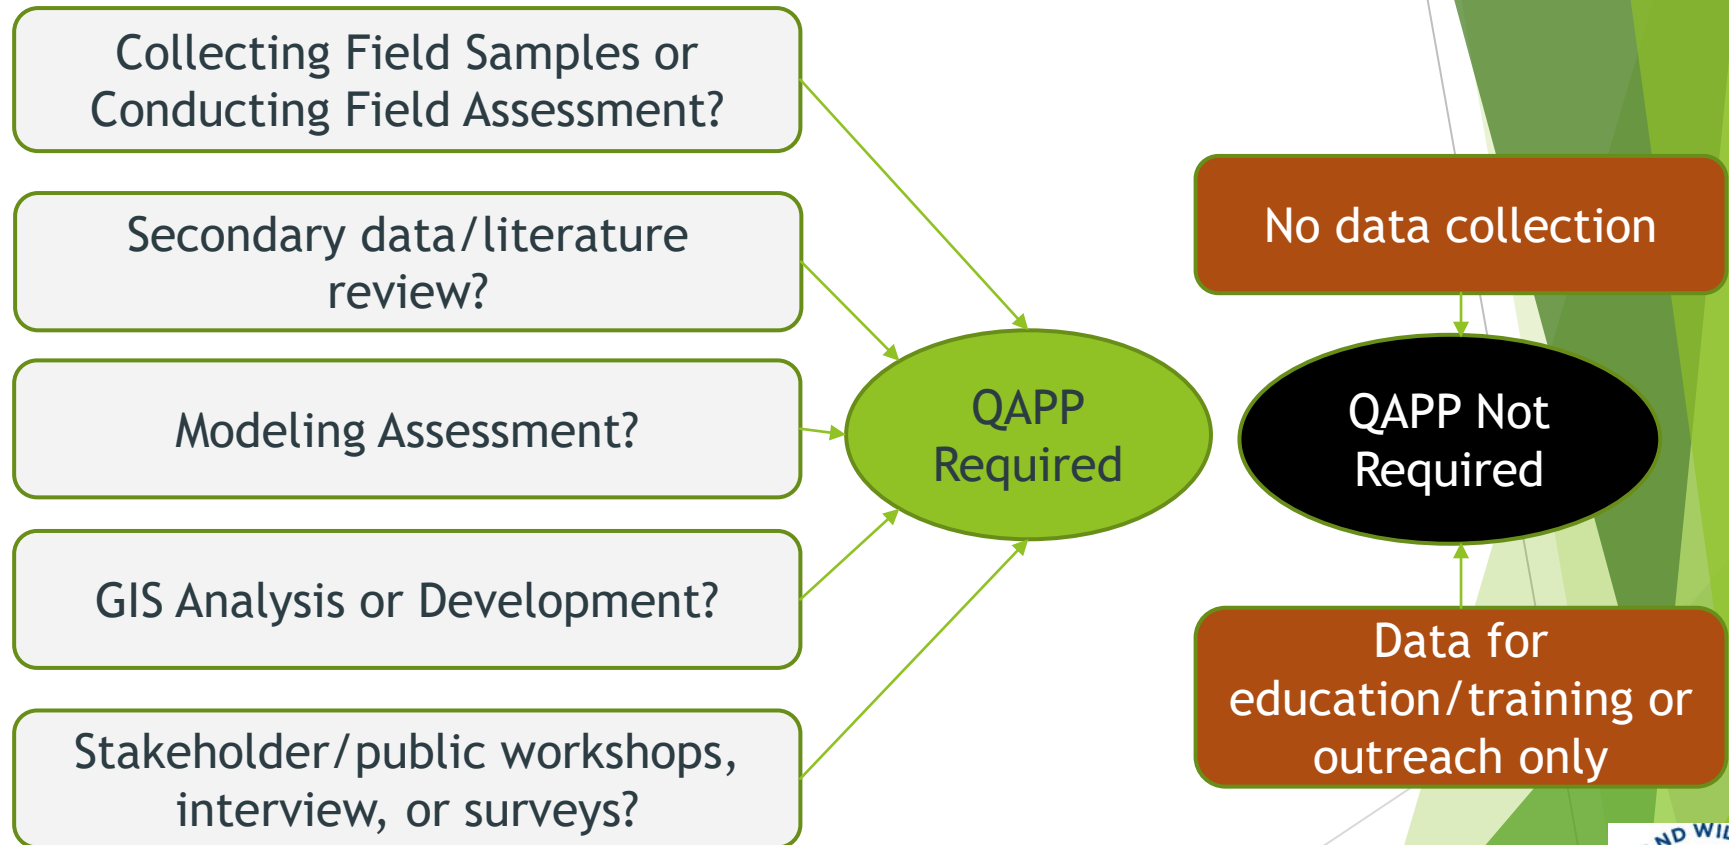 Collecting Field Samples or
Conducting Field Assessment?
Secondary data/literature
review?
Modeling Assessment?
GIS Analysis or Development?
Stakeholder/public workshops,
interview, or surveys?
QAPP
Required
No data collection
QAPP Not
Required
Data for
education/training or
outreach only